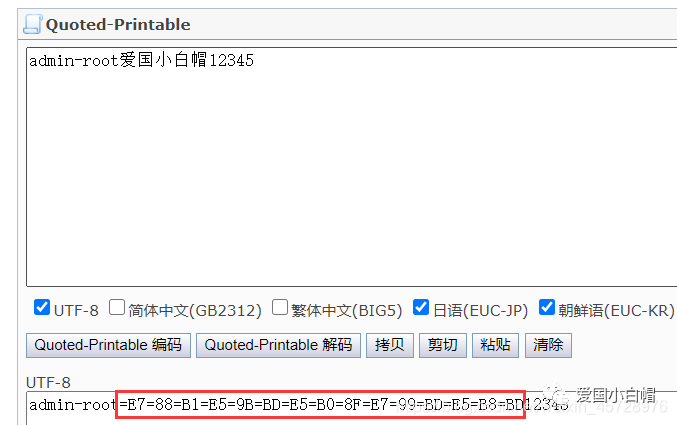 Quoted-Printable
admin-root爱国小白帽12345
UTF-8 简体中文(GB2312) 繁体中文(BIG5) 日语(EUC-JP) 朝鲜语(EUC-KR)
Quoted-Printable 编码 Quoted-Printable 解码 拷贝 剪切 粘贴 清除
UTF-8
爱国小白帽
admin-root=E7=88=B1=E5=9B=BD=E5=B0=8F=E7=99=BD=E5=B8=BD12345